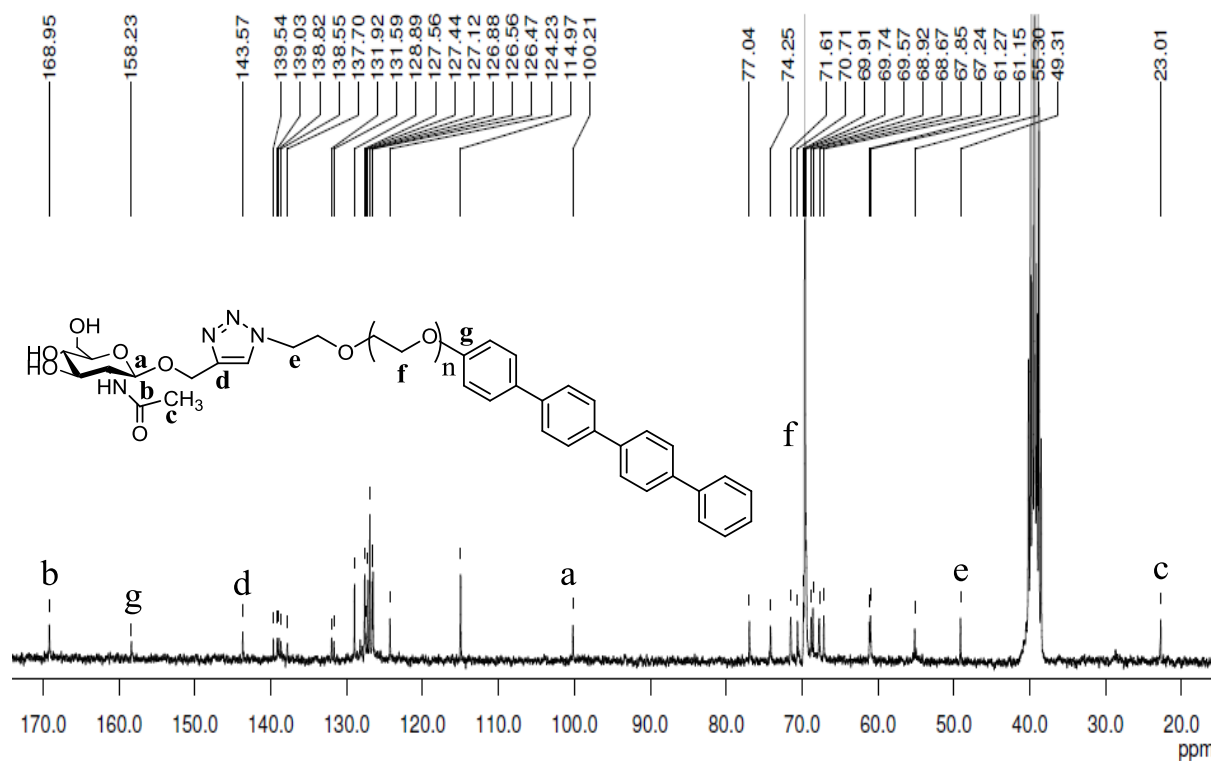 168.95
158.23
143.57
139.54
139.03
138.82
138.55
137.70
131.92
131.59
128.89
127.56
127.44
127.12
126.88
126.56
126.47
124.23
114.97
100.21
77.04
74.25
71.61
70.71
69.91
69.74
69.57
68.92
68.67
67.85
67.24
61.27
61.15
55.30
49.31
23.01
OH
HO
HO
O
a
O
N
N
N
d
e
O
f
O
n
g
b
NH
c
CH3
O
f
b
g
d
a
e
c
170.0 160.0 150.0 140.0 130.0 120.0 110.0 100.0 90.0 80.0 70.0 60.0 50.0 40.0 30.0 20.0
ppm